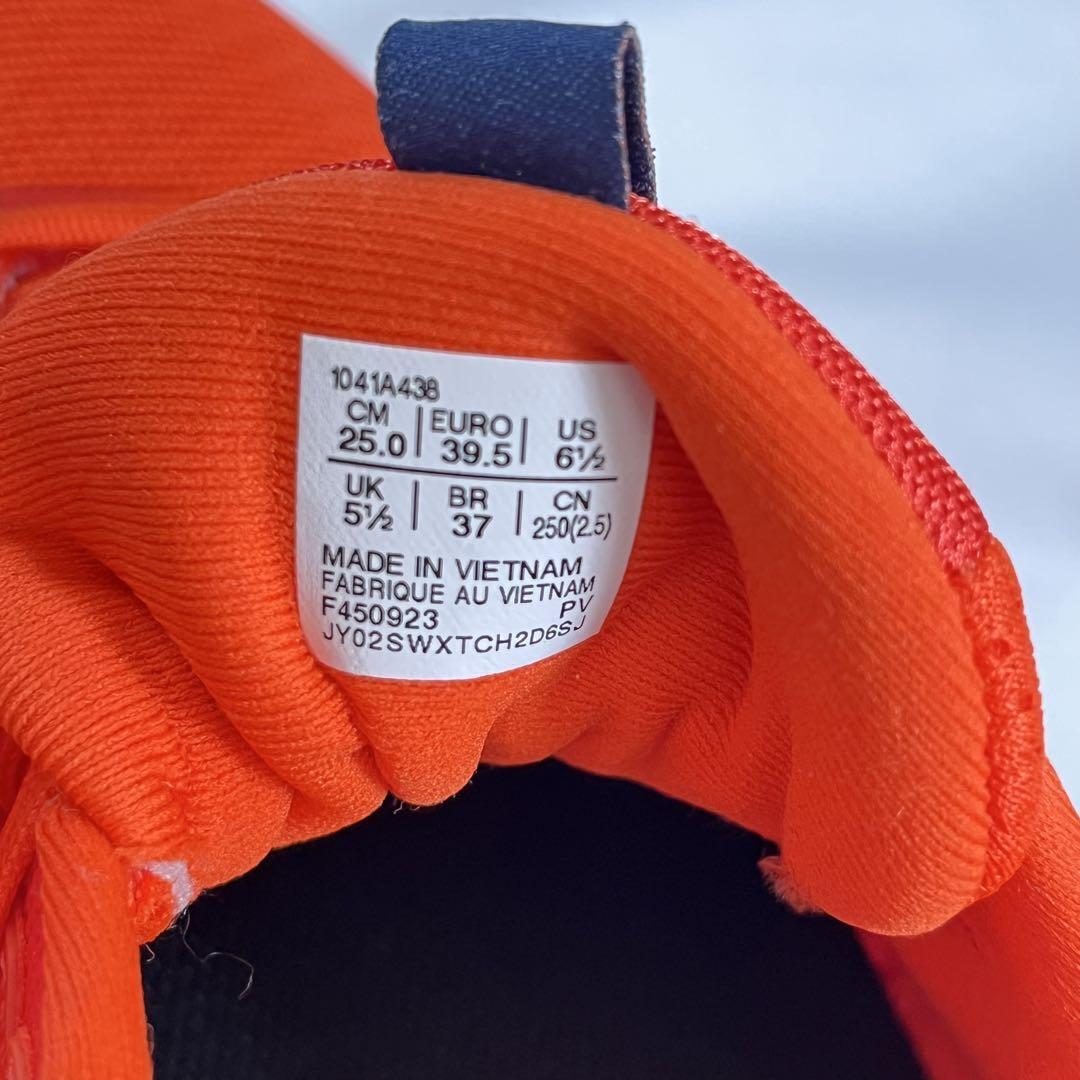 1041A438
CM | EURO | US
25.0 | 39.5 | 6½
UK | BR | CN
5½ | 37 | 250(2.5)
MADE IN VIETNAM
FABRIQUE AU VIETNAM
F450923 PV
JY02SWXTCH2D6SJ